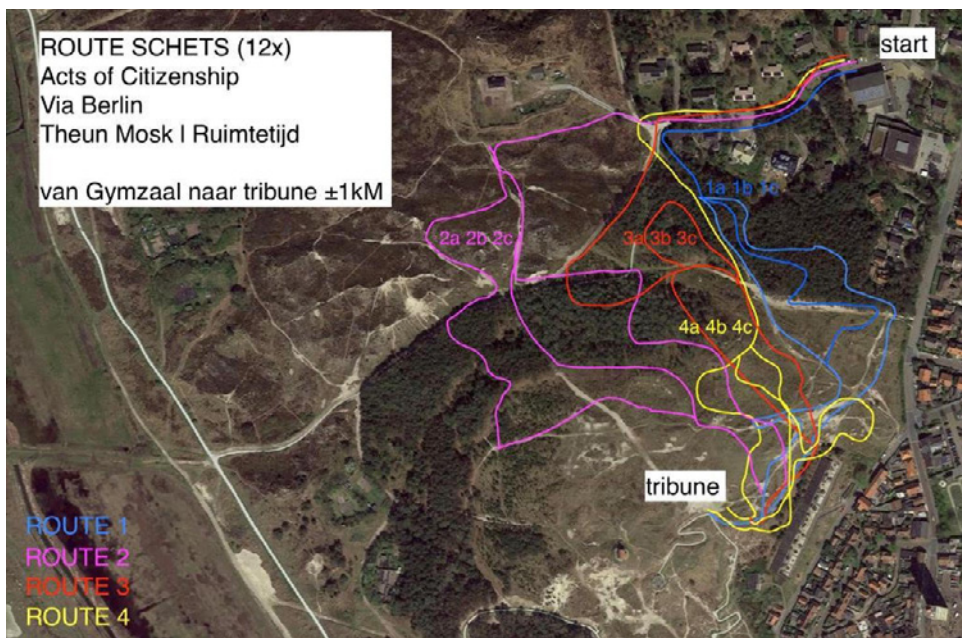 ROUTE SCHETS (12x)
Acts of Citizenship
Via Berlin
Theun Mosk | Ruimtetijd
van Gymzaal naar tribune ±1kM
start
1a 1b 1c
2a 2b 2c
3a 3b 3c
4a 4b 4c
tribune
ROUTE 1
ROUTE 2
ROUTE 3
ROUTE 4